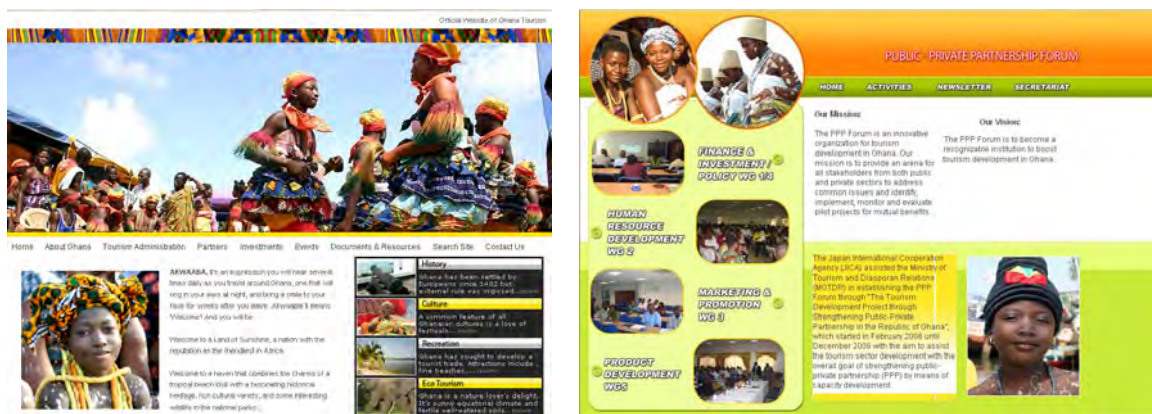 Official Website of Ghana Tourism
Home About Ghana Tourism Administration Partners Investments Events Documents & Resources Search Site Contact Us
AKWAABA, it's an expression you will hear several
times daily as you travel around Ghana, one that will
ring in your ears at night, and bring a smile to your
face for weeks after you leave. Akwaaba! It means
'Welcome'! And you will be.
Welcome to a Land of Sunshine, a nation with the
reputation as the friendliest in Africa.
Welcome to a haven that combines the charms of a
tropical beach idyll with a fascinating historical
heritage, rich cultural variety, and some interesting
wildlife in the national parks
History
Ghana has been settled by
Europeans since 1482 but
external rule was imposed
Culture
A common feature of all
Ghanaian cultures is a love of
festivals
Recreation
Ghana has sought to develop a
tourist trade. Attractions include
fine beaches
Eco Tourism
Ghana is a nature lover's delight.
It's sunny equatorial climate and
fertile well-watered soils
PUBLIC - PRIVATE PARTNERSHIP FORUM
HOME ACTIVITIES NEWSLETTER SECRETARIAT
FINANCE &
INVESTMENT /
POLICY WG 1/4
HUMAN
RESOURCE
DEVELOPMENT
WG 2
MARKETING &
PROMOTION
WG 3
PRODUCT
DEVELOPMENT
WG5
Our Mission:
The PPP Forum is an innovative
organization for tourism
development in Ghana. Our
mission is to provide an arena for
all stakeholders from both public
and private sectors to address
common issues and identify,
implement, monitor and evaluate
pilot projects for mutual benefits.
Our Vision:
The PPP Forum is to become a
recognizable institution to boost
tourism development in Ghana.
The Japan International Cooperation
Agency (JICA) assisted the Ministry of
Tourism and Diasporan Relations
(MOTDR) in establishing the PPP
Forum through "The Tourism
Development Project through
Strengthening Public-Private
Partnership in the Republic of Ghana",
which started in February 2006 until
December 2006 with the aim to assist
the tourism sector development with the
overall goal of strengthening public-
private partnership (PPP) by means of
capacity development.